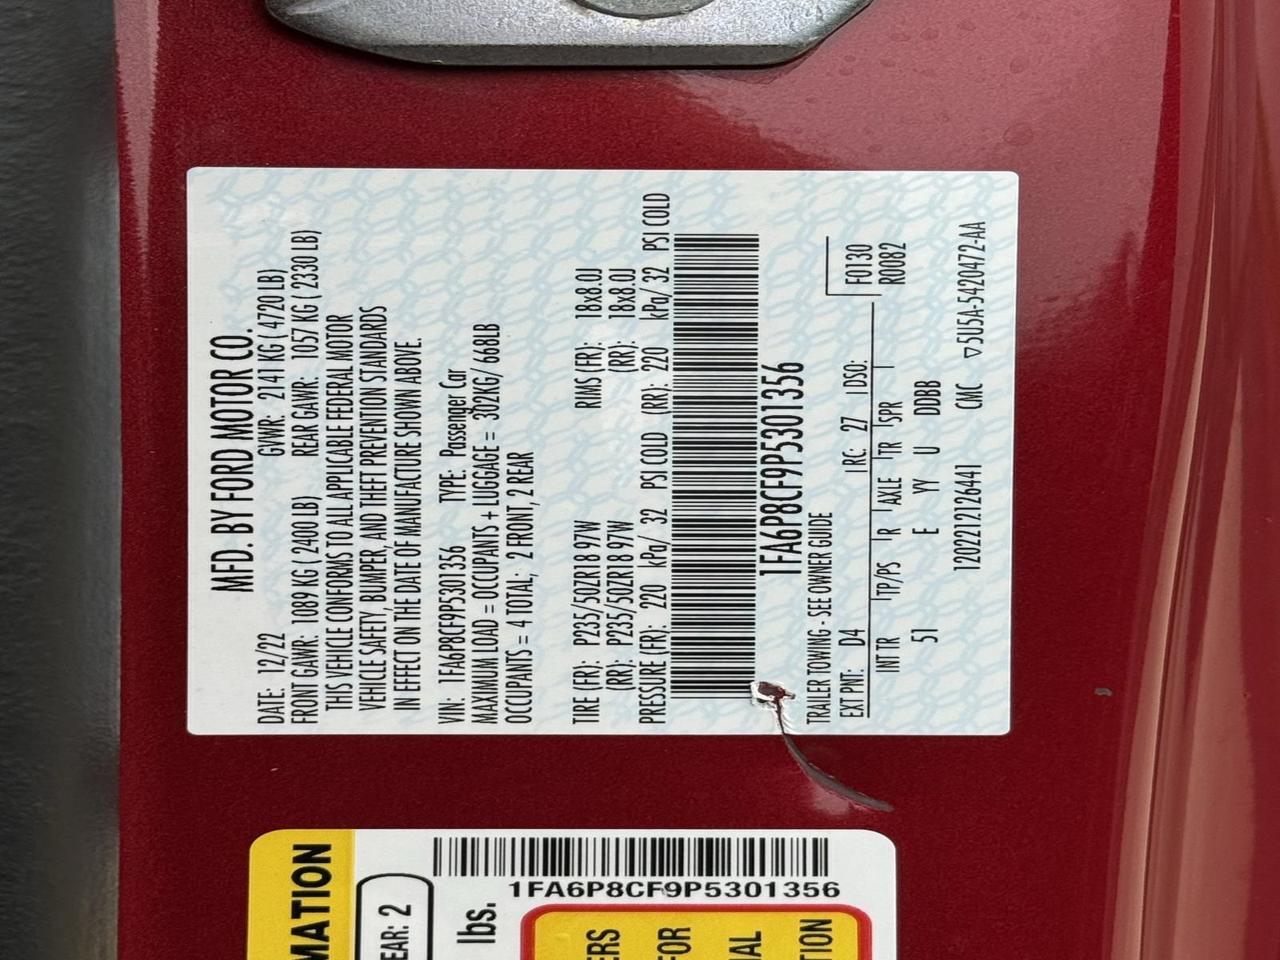 MFD. BY FORD MOTOR CO.
DATE: 12/22 GVWR: 2141 KG ( 4720 LB)
FRONT GAWR: 1089 KG ( 2400 LB) REAR GAWR: 1057 KG ( 2330 LB)
THIS VEHICLE CONFORMS TO ALL APPLICABLE FEDERAL MOTOR
VEHICLE SAFETY, BUMPER, AND THEFT PREVENTION STANDARDS
IN EFFECT ON THE DATE OF MANUFACTURE SHOWN ABOVE.
VIN: 1FA6P8CF9P5301356 TYPE: Passenger Car
MAXIMUM LOAD = OCCUPANTS + LUGGAGE = 302KG/ 668LB
OCCUPANTS = 4 TOTAL; 2 FRONT, 2 REAR
TIRE (FR): P235/50ZR18 97W RIMS (FR): 18x8.0J
(RR): P235/50ZR18 97W (RR): 18x8.0J
PRESSURE (FR): 220 kPa/ 32 PSI COLD (RR): 220 kPa/ 32 PSI COLD
1FA6P8CF9P5301356
TRAILER TOWING - SEE OWNER GUIDE
EXT PNT: D4 RC: 27 DSO: F0130
R0082
INT TR TP/PS R AXLE TR SPR
51 E YY U DDBB
1202212126441 CMC ▽5U5A-5420472-AA
MATION
EAR: 2
lbs.
1FA6P8CF9P5301356
ERS
FOR
AL
TION